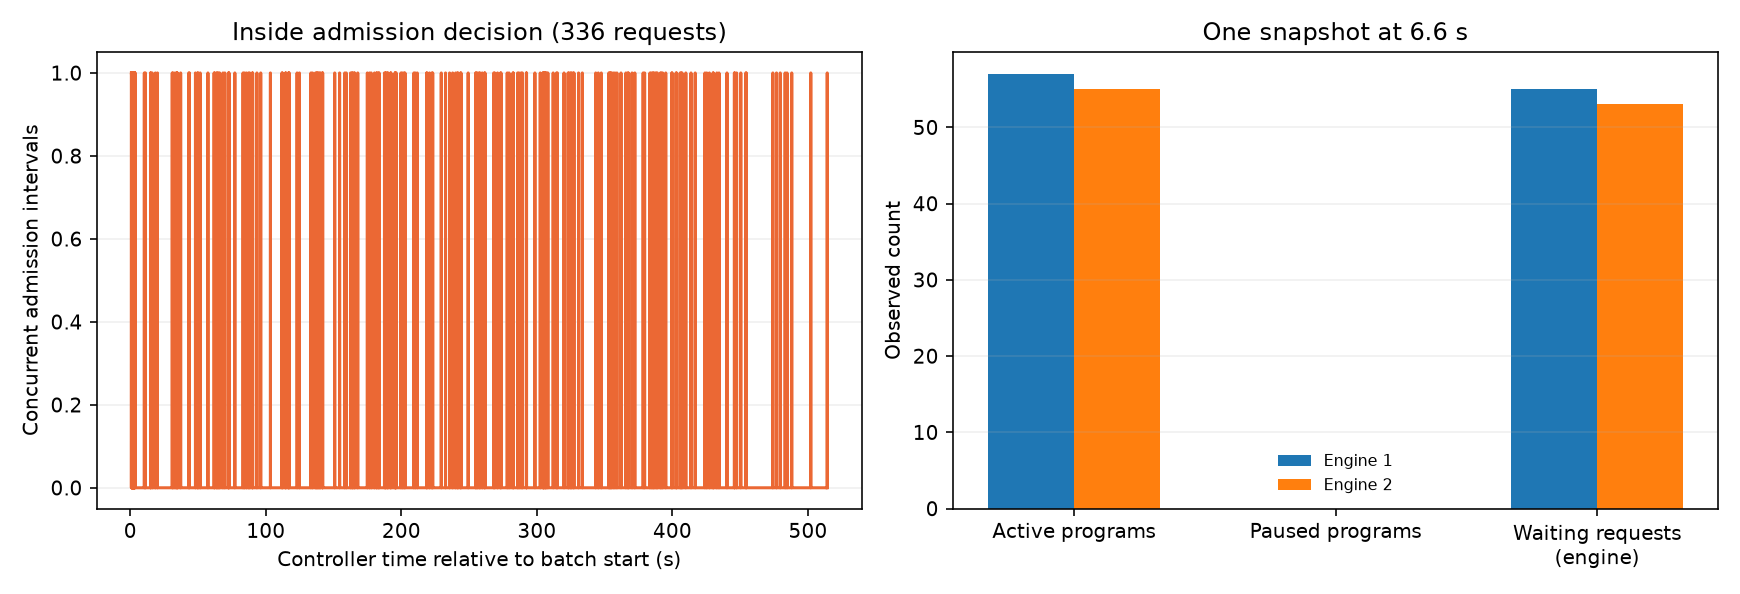 Inside admission decision (336 requests)
Concurrent admission intervals
1.0
0.8
0.6
0.4
0.2
0.0
0
100
200
300
400
500
Controller time relative to batch start (s)
One snapshot at 6.6 s
Observed count
50
40
30
20
10
0
Engine 1
Engine 2
Active programs
Paused programs
Waiting requests
(engine)